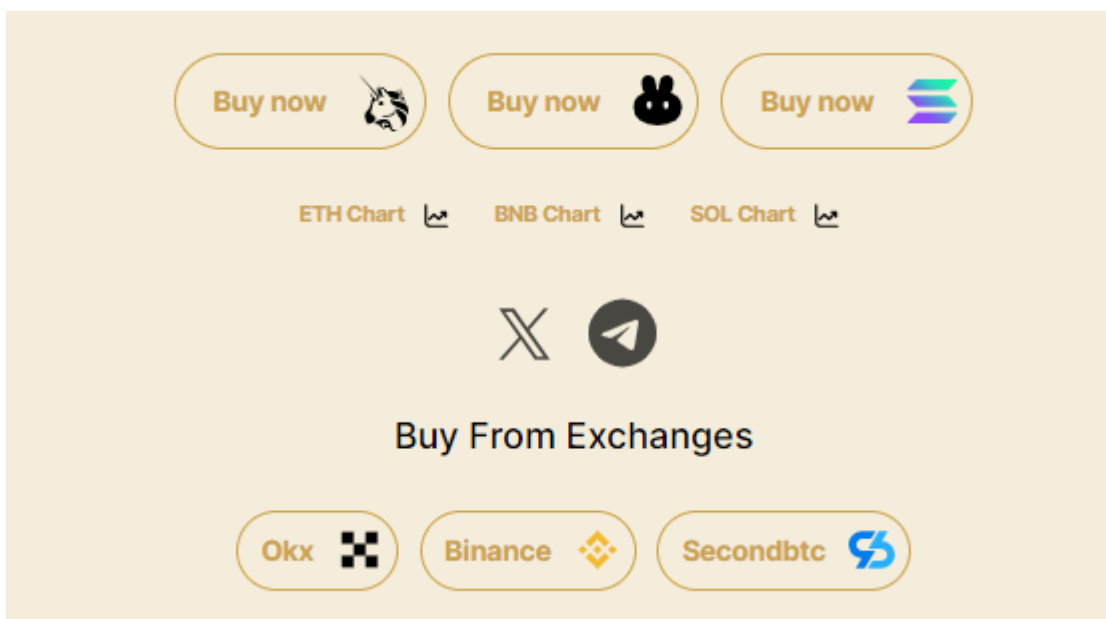 Buy now Buy now Buy now
ETH Chart BNB Chart SOL Chart
Buy From Exchanges
Okx Binance Secondbtc